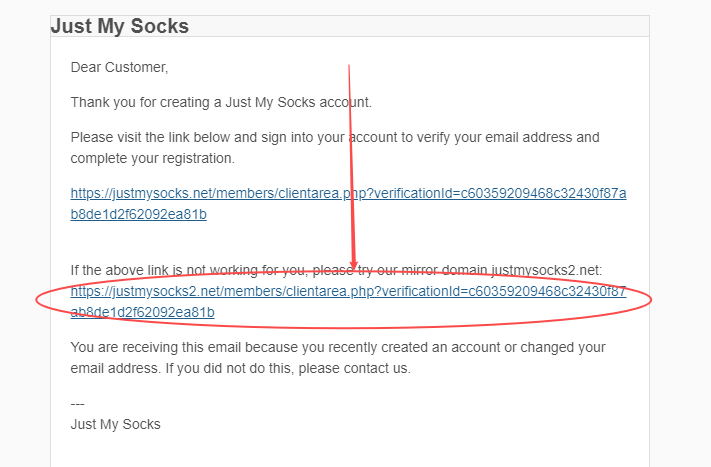 Just My Socks
Dear Customer,
Thank you for creating a Just My Socks account.
Please visit the link below and sign into your account to verify your email address and
complete your registration.
https://justmysocks.net/members/clientarea.php?verificationId=c60359209468c32430f87a
b8de1d2f62092ea81b
If the above link is not working for you, please try our mirror domain justmysocks2.net:
https://justmysocks2.net/members/clientarea.php?verificationId=c60359209468c32430f87
ab8de1d2f62092ea81b
You are receiving this email because you recently created an account or changed your
email address. If you did not do this, please contact us.
---
Just My Socks